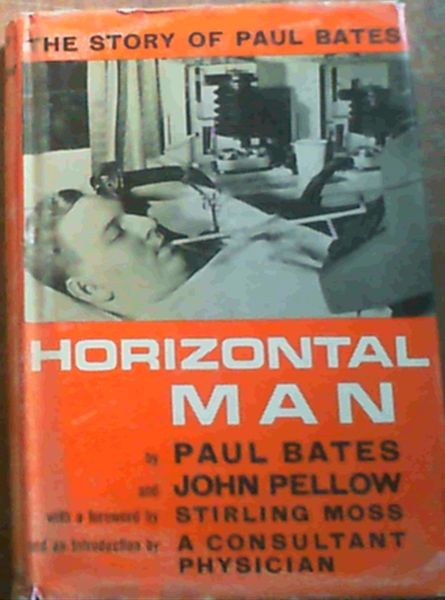 THE STORY OF PAUL BATES
HORIZONTAL
MAN
by PAUL BATES
and JOHN PELLOW
with a foreword by STIRLING MOSS
and an Introduction by A CONSULTANT
PHYSICIAN